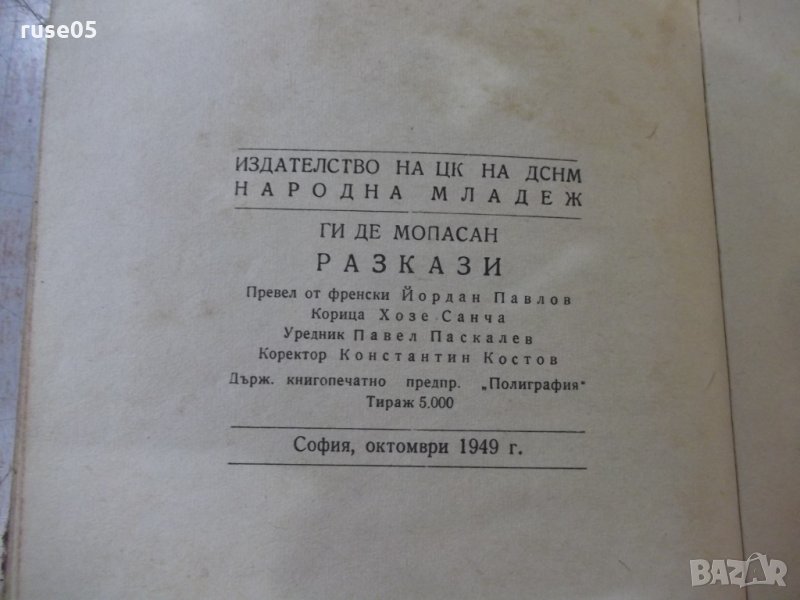 ruse05
ИЗДАТЕЛСТВО НА ЦК НА ДСНМ
НАРОДНА МЛАДЕЖ
ГИ ДЕ МОПАСАН
РАЗКАЗИ
Превел от френски Йордан Павлов
Корица Хозе Санча
Уредник Павел Паскалев
Коректор Константин Костов
Държ. книгопечатно предпр. „Полиграфия“
Тираж 5.000
София, октомври 1949 г.
BAZAR